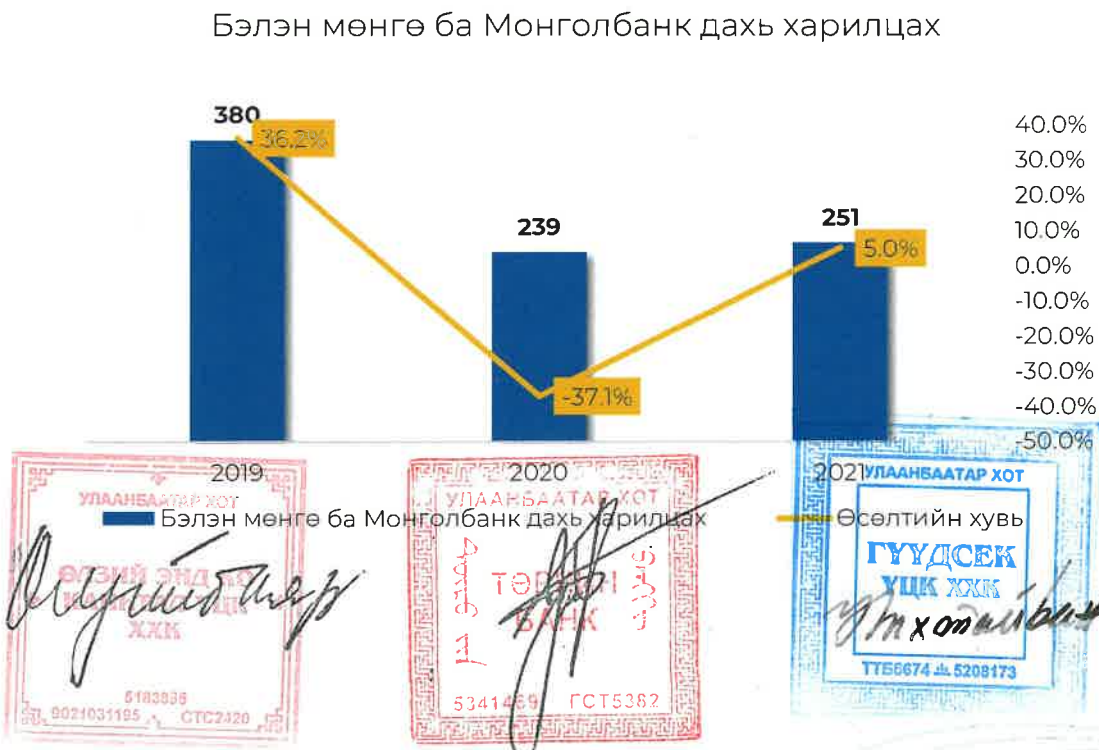 Бэлэн мөнгө ба Монголбанк дахь харилцах
380
36.2%
239
-37.1%
251
5.0%
40.0%
30.0%
20.0%
10.0%
0.0%
-10.0%
-20.0%
-30.0%
-40.0%
-50.0%
2019
2020
2021
Бэлэн мөнгө ба Монголбанк дахь харилцах
Өсөлтийн хувь
УЛААНБААТАР ХОТ
ӨЛЗИЙ ЭНД КО
ХХК
5183836
9021031195
СТС2420
УЛААНБААТАР ХОТ
БАНК
ГСТ5382
УЛААНБААТАР ХОТ
ГҮҮДСЕК
ҮЦК ХХК
5208173